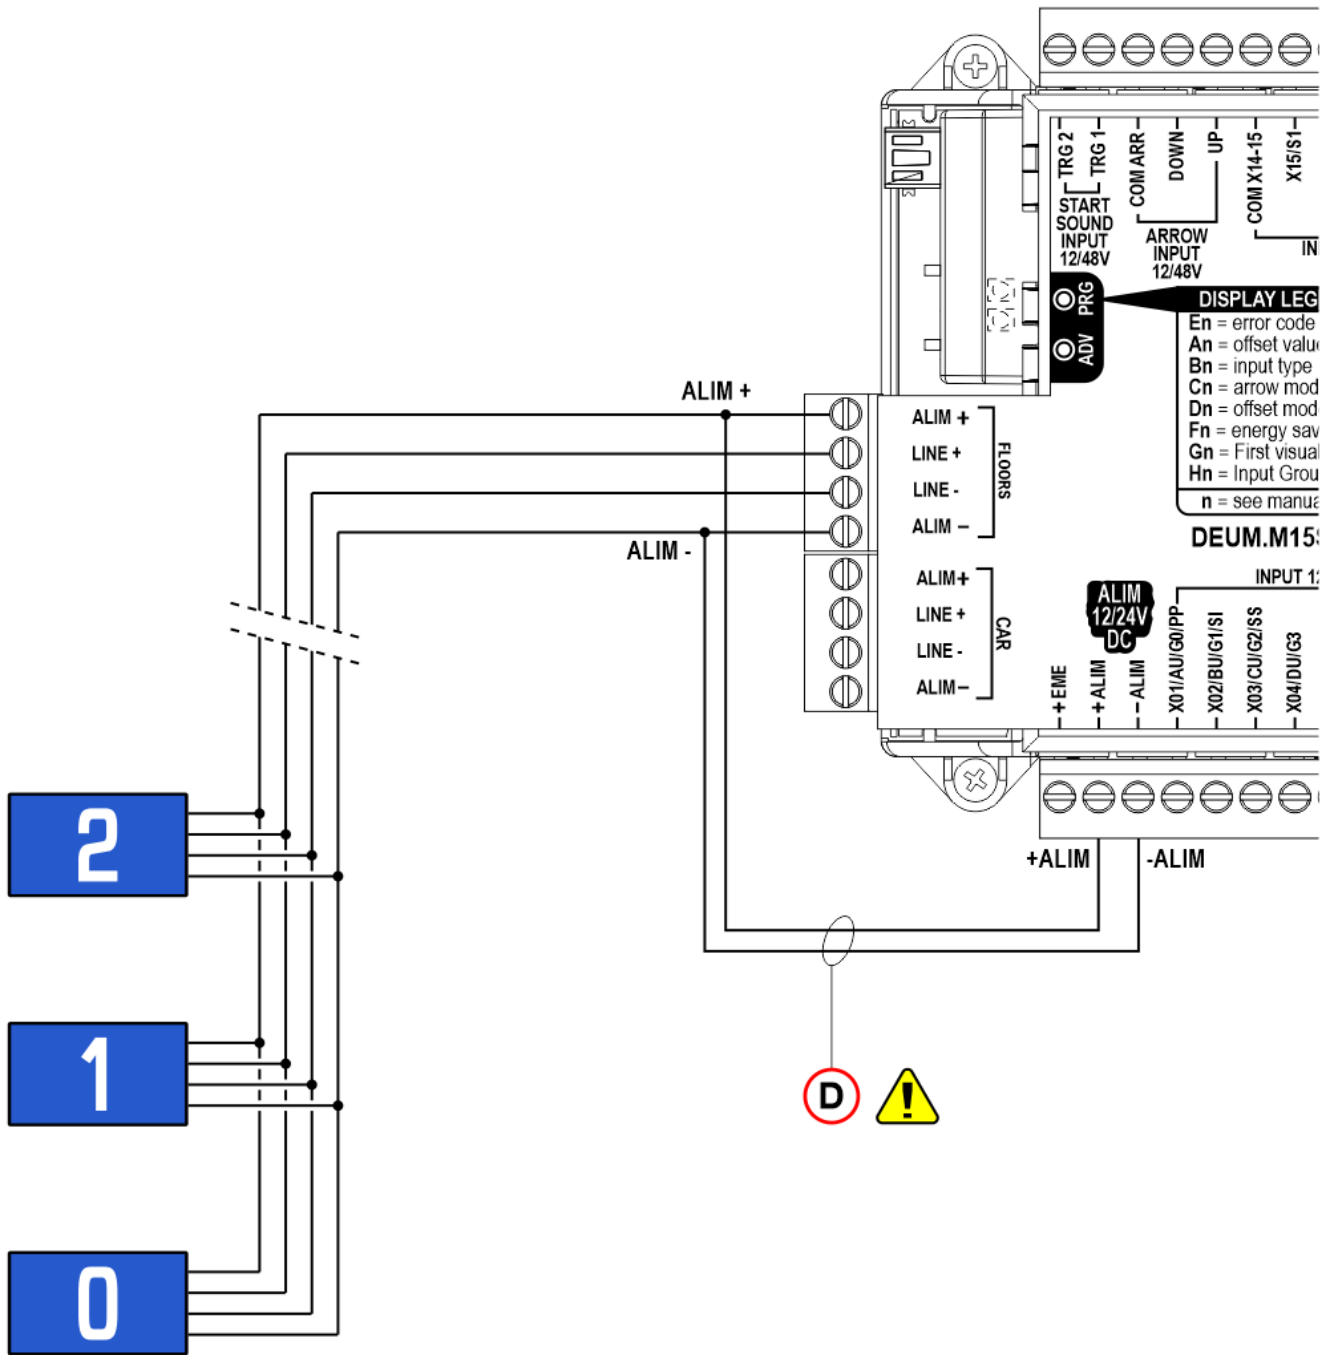 TRG 2
TRG 1
COM ARR
DOWN
UP
COM X14-15
X15/S1
START
SOUND
INPUT
12/48V
ARROW
INPUT
12/48V
IN
PRG
ADV
DISPLAY LEG
En = error code
An = offset valu
Bn = input type
Cn = arrow mod
Dn = offset mod
Fn = energy sav
Gn = First visual
Hn = Input Grou
n = see manua
DEUM.M15
ALIM +
ALIM +
LINE +
LINE -
ALIM -
FLOORS
ALIM -
ALIM+
LINE +
LINE -
ALIM-
CAR
INPUT 1
ALIM
12/24V
DC
+EME
+ALIM
-ALIM
X01/AU/G0/PP
X02/BU/G1/SI
X03/CU/G2/SS
X04/DU/G3
+ALIM
-ALIM
2
1
0
D
!